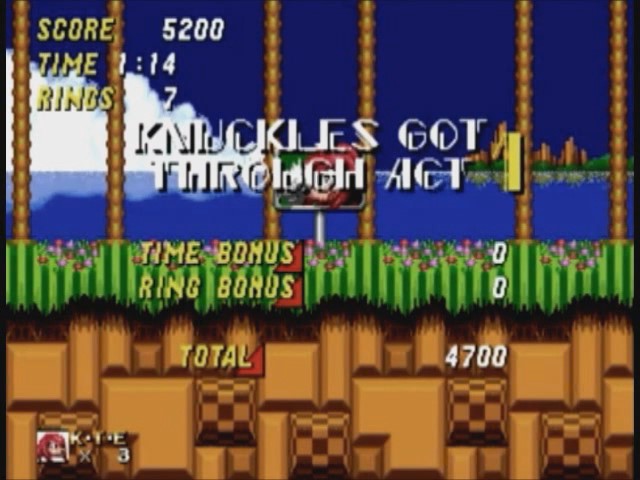 SCORE 5200
TIME 1:14
RINGS 7
KNUCKLES GOT
THROUGH ACT 1
TIME BONUS 0
RING BONUS 0
TOTAL 4700
K·T·E
X 3